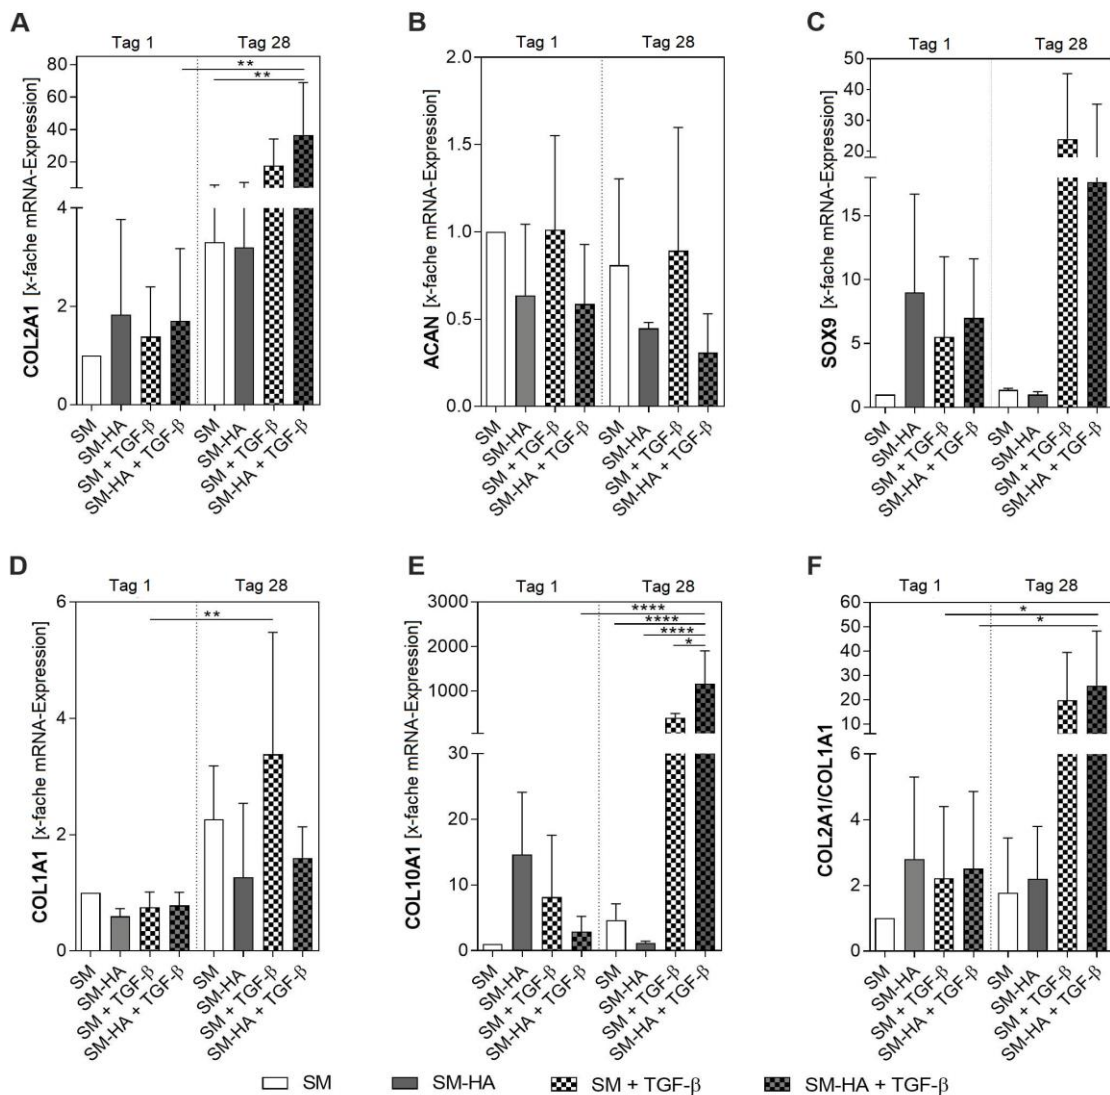 A
Tag 1 Tag 28
COL2A1 [x-fache mRNA-Expression]
80
60
40
20
4
2
0
**
**
SM
SM-HA
SM + TGF-β
SM-HA + TGF-β
SM
SM-HA
SM + TGF-β
SM-HA + TGF-β
B
Tag 1 Tag 28
ACAN [x-fache mRNA-Expression]
2.0
1.5
1.0
0.5
0.0
SM
SM-HA
SM + TGF-β
SM-HA + TGF-β
SM
SM-HA
SM + TGF-β
SM-HA + TGF-β
C
Tag 1 Tag 28
SOX9 [x-fache mRNA-Expression]
50
40
30
20
15
10
5
0
SM
SM-HA
SM + TGF-β
SM-HA + TGF-β
SM
SM-HA
SM + TGF-β
SM-HA + TGF-β
D
Tag 1 Tag 28
COL1A1 [x-fache mRNA-Expression]
6
4
2
0
**
SM
SM-HA
SM + TGF-β
SM-HA + TGF-β
SM
SM-HA
SM + TGF-β
SM-HA + TGF-β
E
Tag 1 Tag 28
COL10A1 [x-fache mRNA-Expression]
3000
2000
1000
30
20
10
0
****
****
****
*
SM
SM-HA
SM + TGF-β
SM-HA + TGF-β
SM
SM-HA
SM + TGF-β
SM-HA + TGF-β
F
Tag 1 Tag 28
COL2A1/COL1A1
60
50
40
30
20
10
6
4
2
0
*
*
SM
SM-HA
SM + TGF-β
SM-HA + TGF-β
SM
SM-HA
SM + TGF-β
SM-HA + TGF-β
SM SM-HA SM + TGF-β SM-HA + TGF-β